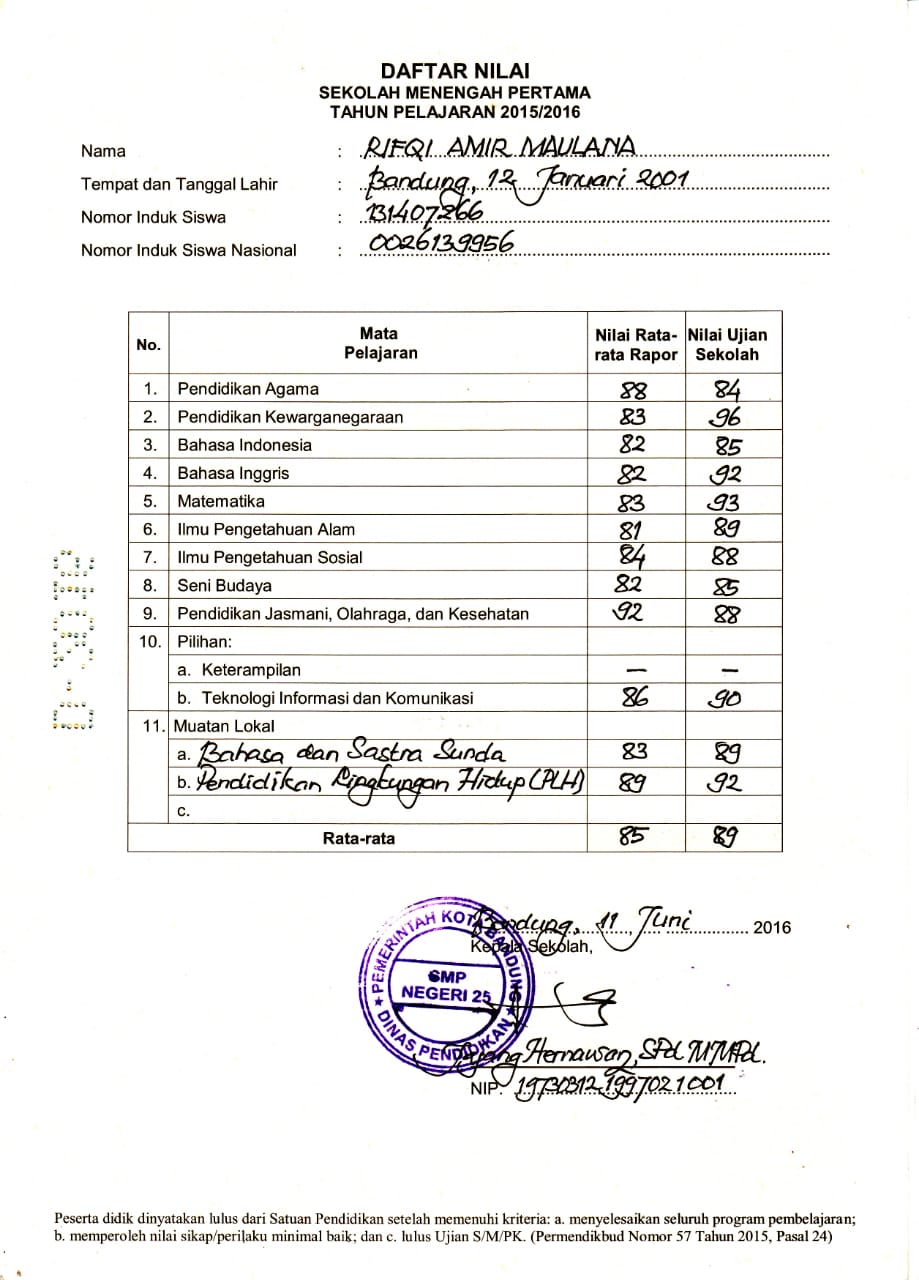 DAFTAR NILAI
SEKOLAH MENENGAH PERTAMA
TAHUN PELAJARAN 2015/2016
Nama : RIFQI AMIR MAULANA
Tempat dan Tanggal Lahir : Bandung, 12 Januari 2001
Nomor Induk Siswa : 131407266
Nomor Induk Siswa Nasional : 0026139956
No. Mata Pelajaran Nilai Rata-rata Rapor Nilai Ujian Sekolah
1. Pendidikan Agama 88 84
2. Pendidikan Kewarganegaraan 83 96
3. Bahasa Indonesia 82 85
4. Bahasa Inggris 82 92
5. Matematika 83 93
6. Ilmu Pengetahuan Alam 81 89
7. Ilmu Pengetahuan Sosial 84 88
8. Seni Budaya 82 85
9. Pendidikan Jasmani, Olahraga, dan Kesehatan 92 88
10. Pilihan:
a. Keterampilan — —
b. Teknologi Informasi dan Komunikasi 86 90
11. Muatan Lokal
a. Bahasa dan Sastra Sunda 83 89
b. Pendidikan Lingkungan Hidup (PLH) 89 92
c.
Rata-rata 85 89
Bandung, 11 Juni 2016
Kepala Sekolah,
PEMERINTAH KOTA BANDUNG
SMP
NEGERI 25
DINAS PENDIDIKAN
Hernawan, SPd
NIP. 19730312 199702 1 001
Peserta didik dinyatakan lulus dari Satuan Pendidikan setelah memenuhi kriteria: a. menyelesaikan seluruh program pembelajaran;
b. memperoleh nilai sikap/perilaku minimal baik; dan c. lulus Ujian S/M/PK. (Permendikbud Nomor 57 Tahun 2015, Pasal 24)